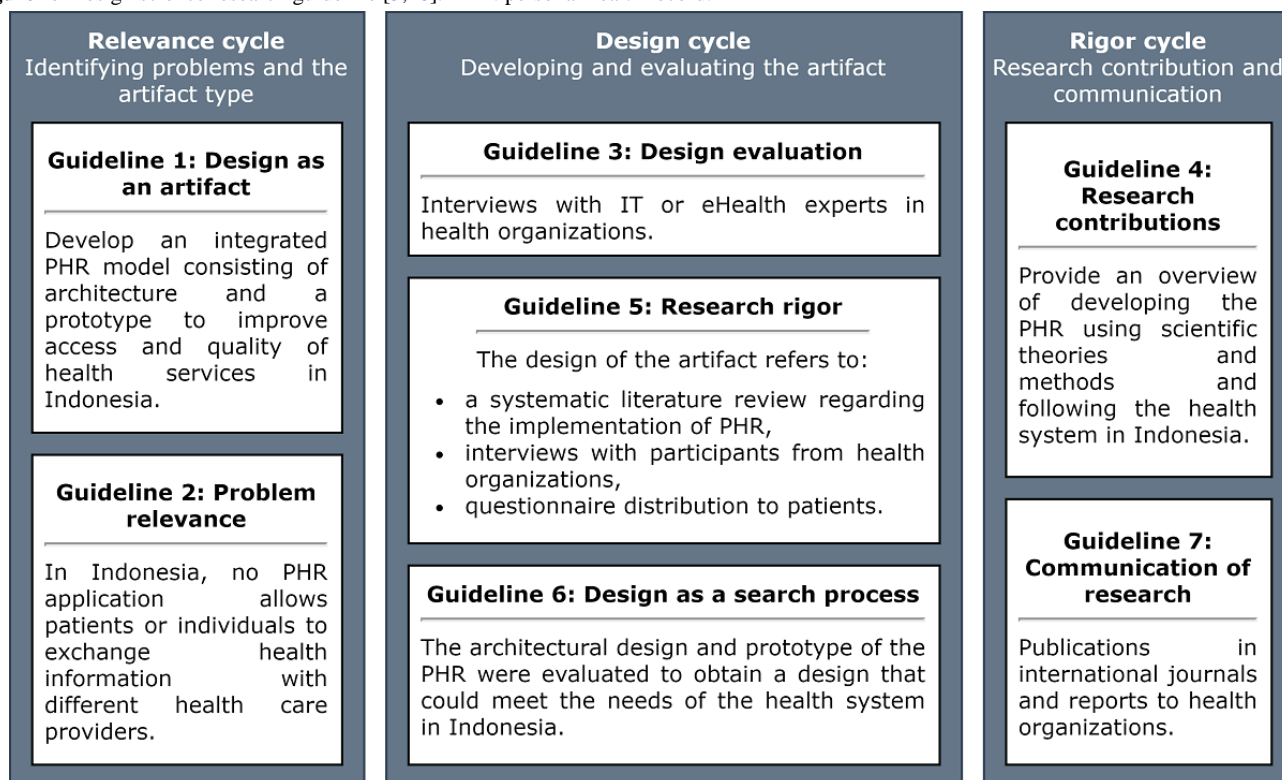 Relevance cycle
Identifying problems and the
artifact type
Guideline 1: Design as
an artifact
Develop an integrated
PHR model consisting of
architecture and a
prototype to improve
access and quality of
health services in
Indonesia.
Guideline 2: Problem
relevance
In Indonesia, no PHR
application allows
patients or individuals to
exchange health
information with
different health care
providers.
Design cycle
Developing and evaluating the artifact
Guideline 3: Design evaluation
Interviews with IT or eHealth experts in
health organizations.
Guideline 5: Research rigor
The design of the artifact refers to:
• a systematic literature review regarding
the implementation of PHR,
• interviews with participants from health
organizations,
• questionnaire distribution to patients.
Guideline 6: Design as a search process
The architectural design and prototype of the
PHR were evaluated to obtain a design that
could meet the needs of the health system
in Indonesia.
Rigor cycle
Research contribution and
communication
Guideline 4:
Research
contributions
Provide an overview
of developing the
PHR using scientific
theories and
methods and
following the health
system in Indonesia.
Guideline 7:
Communication of
research
Publications in
international journals
and reports to health
organizations.